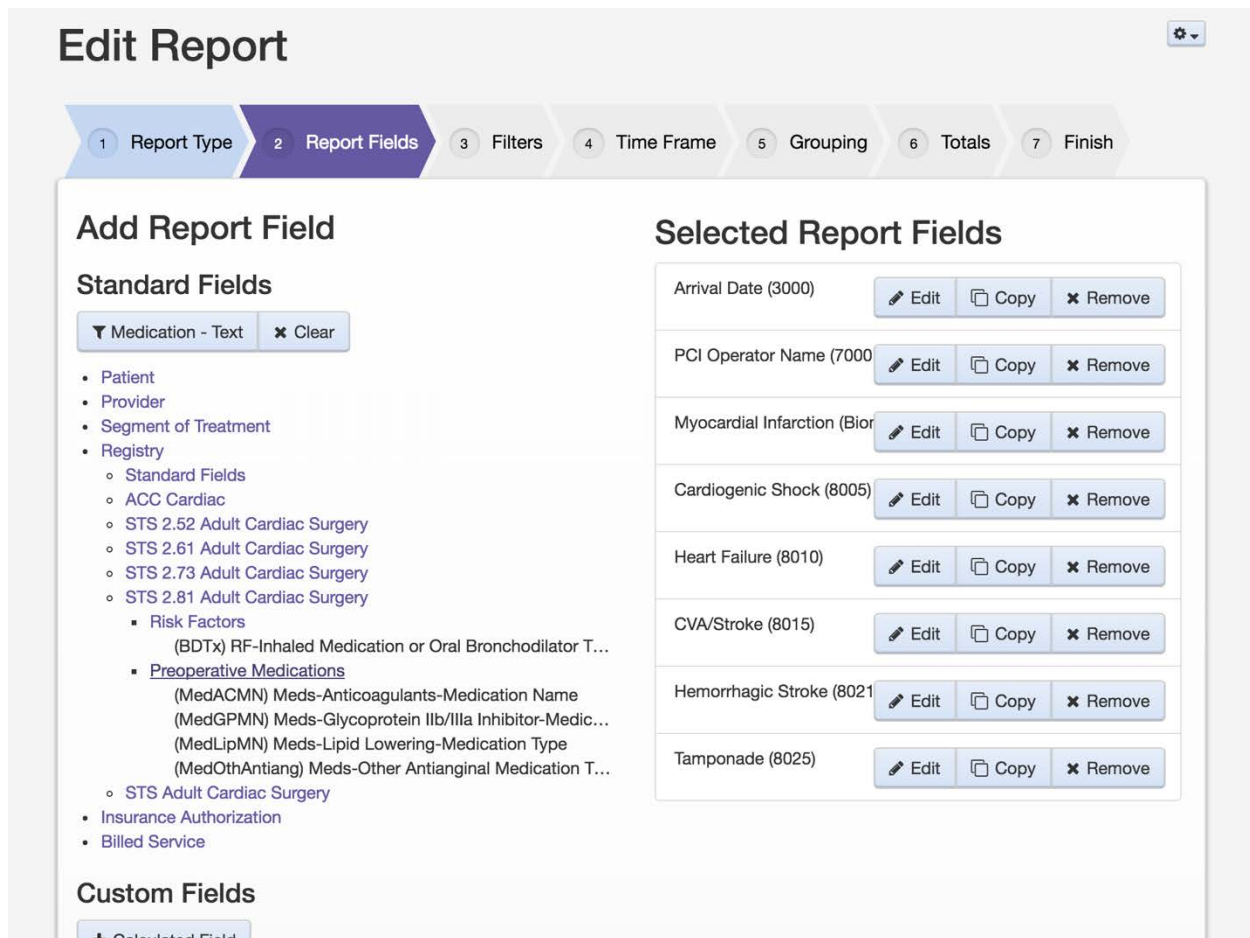 Edit Report
1 Report Type
2 Report Fields
3 Filters
4 Time Frame
5 Grouping
6 Totals
7 Finish
Add Report Field
Standard Fields
Medication - Text
Clear
Patient
Provider
Segment of Treatment
Registry
Standard Fields
ACC Cardiac
STS 2.52 Adult Cardiac Surgery
STS 2.61 Adult Cardiac Surgery
STS 2.73 Adult Cardiac Surgery
STS 2.81 Adult Cardiac Surgery
Risk Factors
(BDTx) RF-Inhaled Medication or Oral Bronchodilator T...
Preoperative Medications
(MedACMN) Meds-Anticoagulants-Medication Name
(MedGPMN) Meds-Glycoprotein IIb/IIIa Inhibitor-Medic...
(MedLipMN) Meds-Lipid Lowering-Medication Type
(MedOthAntiang) Meds-Other Antianginal Medication T...
STS Adult Cardiac Surgery
Insurance Authorization
Billed Service
Custom Fields
Calculated Field
Selected Report Fields
Arrival Date (3000) Edit Copy Remove
PCI Operator Name (7000 Edit Copy Remove
Myocardial Infarction (Bior Edit Copy Remove
Cardiogenic Shock (8005) Edit Copy Remove
Heart Failure (8010) Edit Copy Remove
CVA/Stroke (8015) Edit Copy Remove
Hemorrhagic Stroke (8021 Edit Copy Remove
Tamponade (8025) Edit Copy Remove